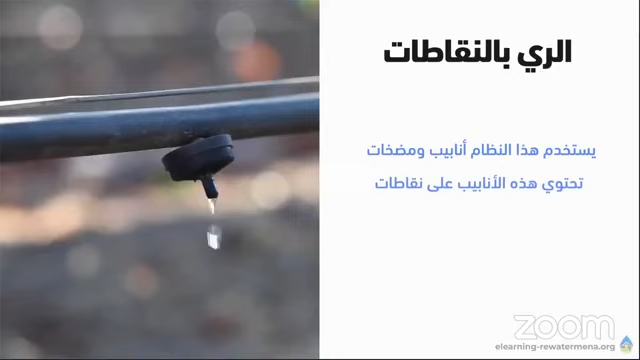 الري بالنقاطات
يستخدم هذا النظام أنابيب ومضخات
تحتوي هذه الأنابيب على نقاطات
zoom
elearning-rewatermena.org